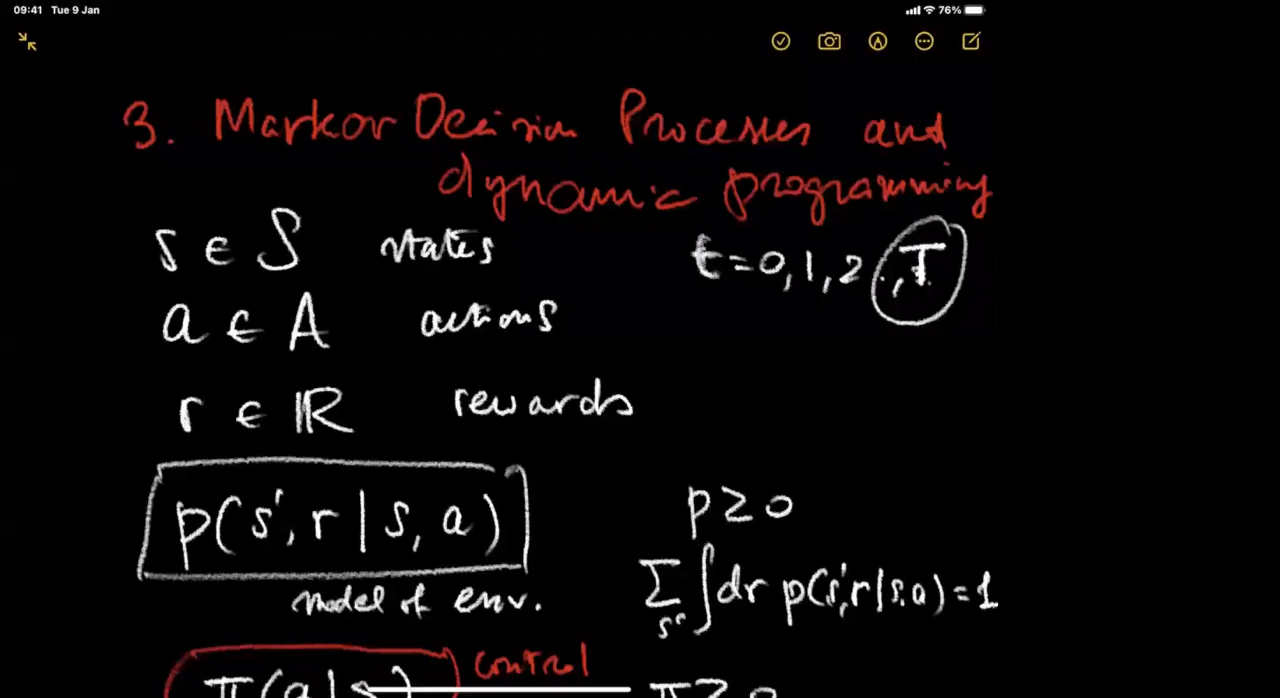 09:41 Tue 9 Jan
76%
3. Markov Decision Processes and
dynamic programming
s ∈ S states
t = 0, 1, 2 .., T
a ∈ A actions
r ∈ ℝ rewards
p(s', r | s, a)
p ≥ 0
model of env.
∑ ∫ dr p(s', r | s, a) = 1
s'
control
π(a | s)
π ≥ 0